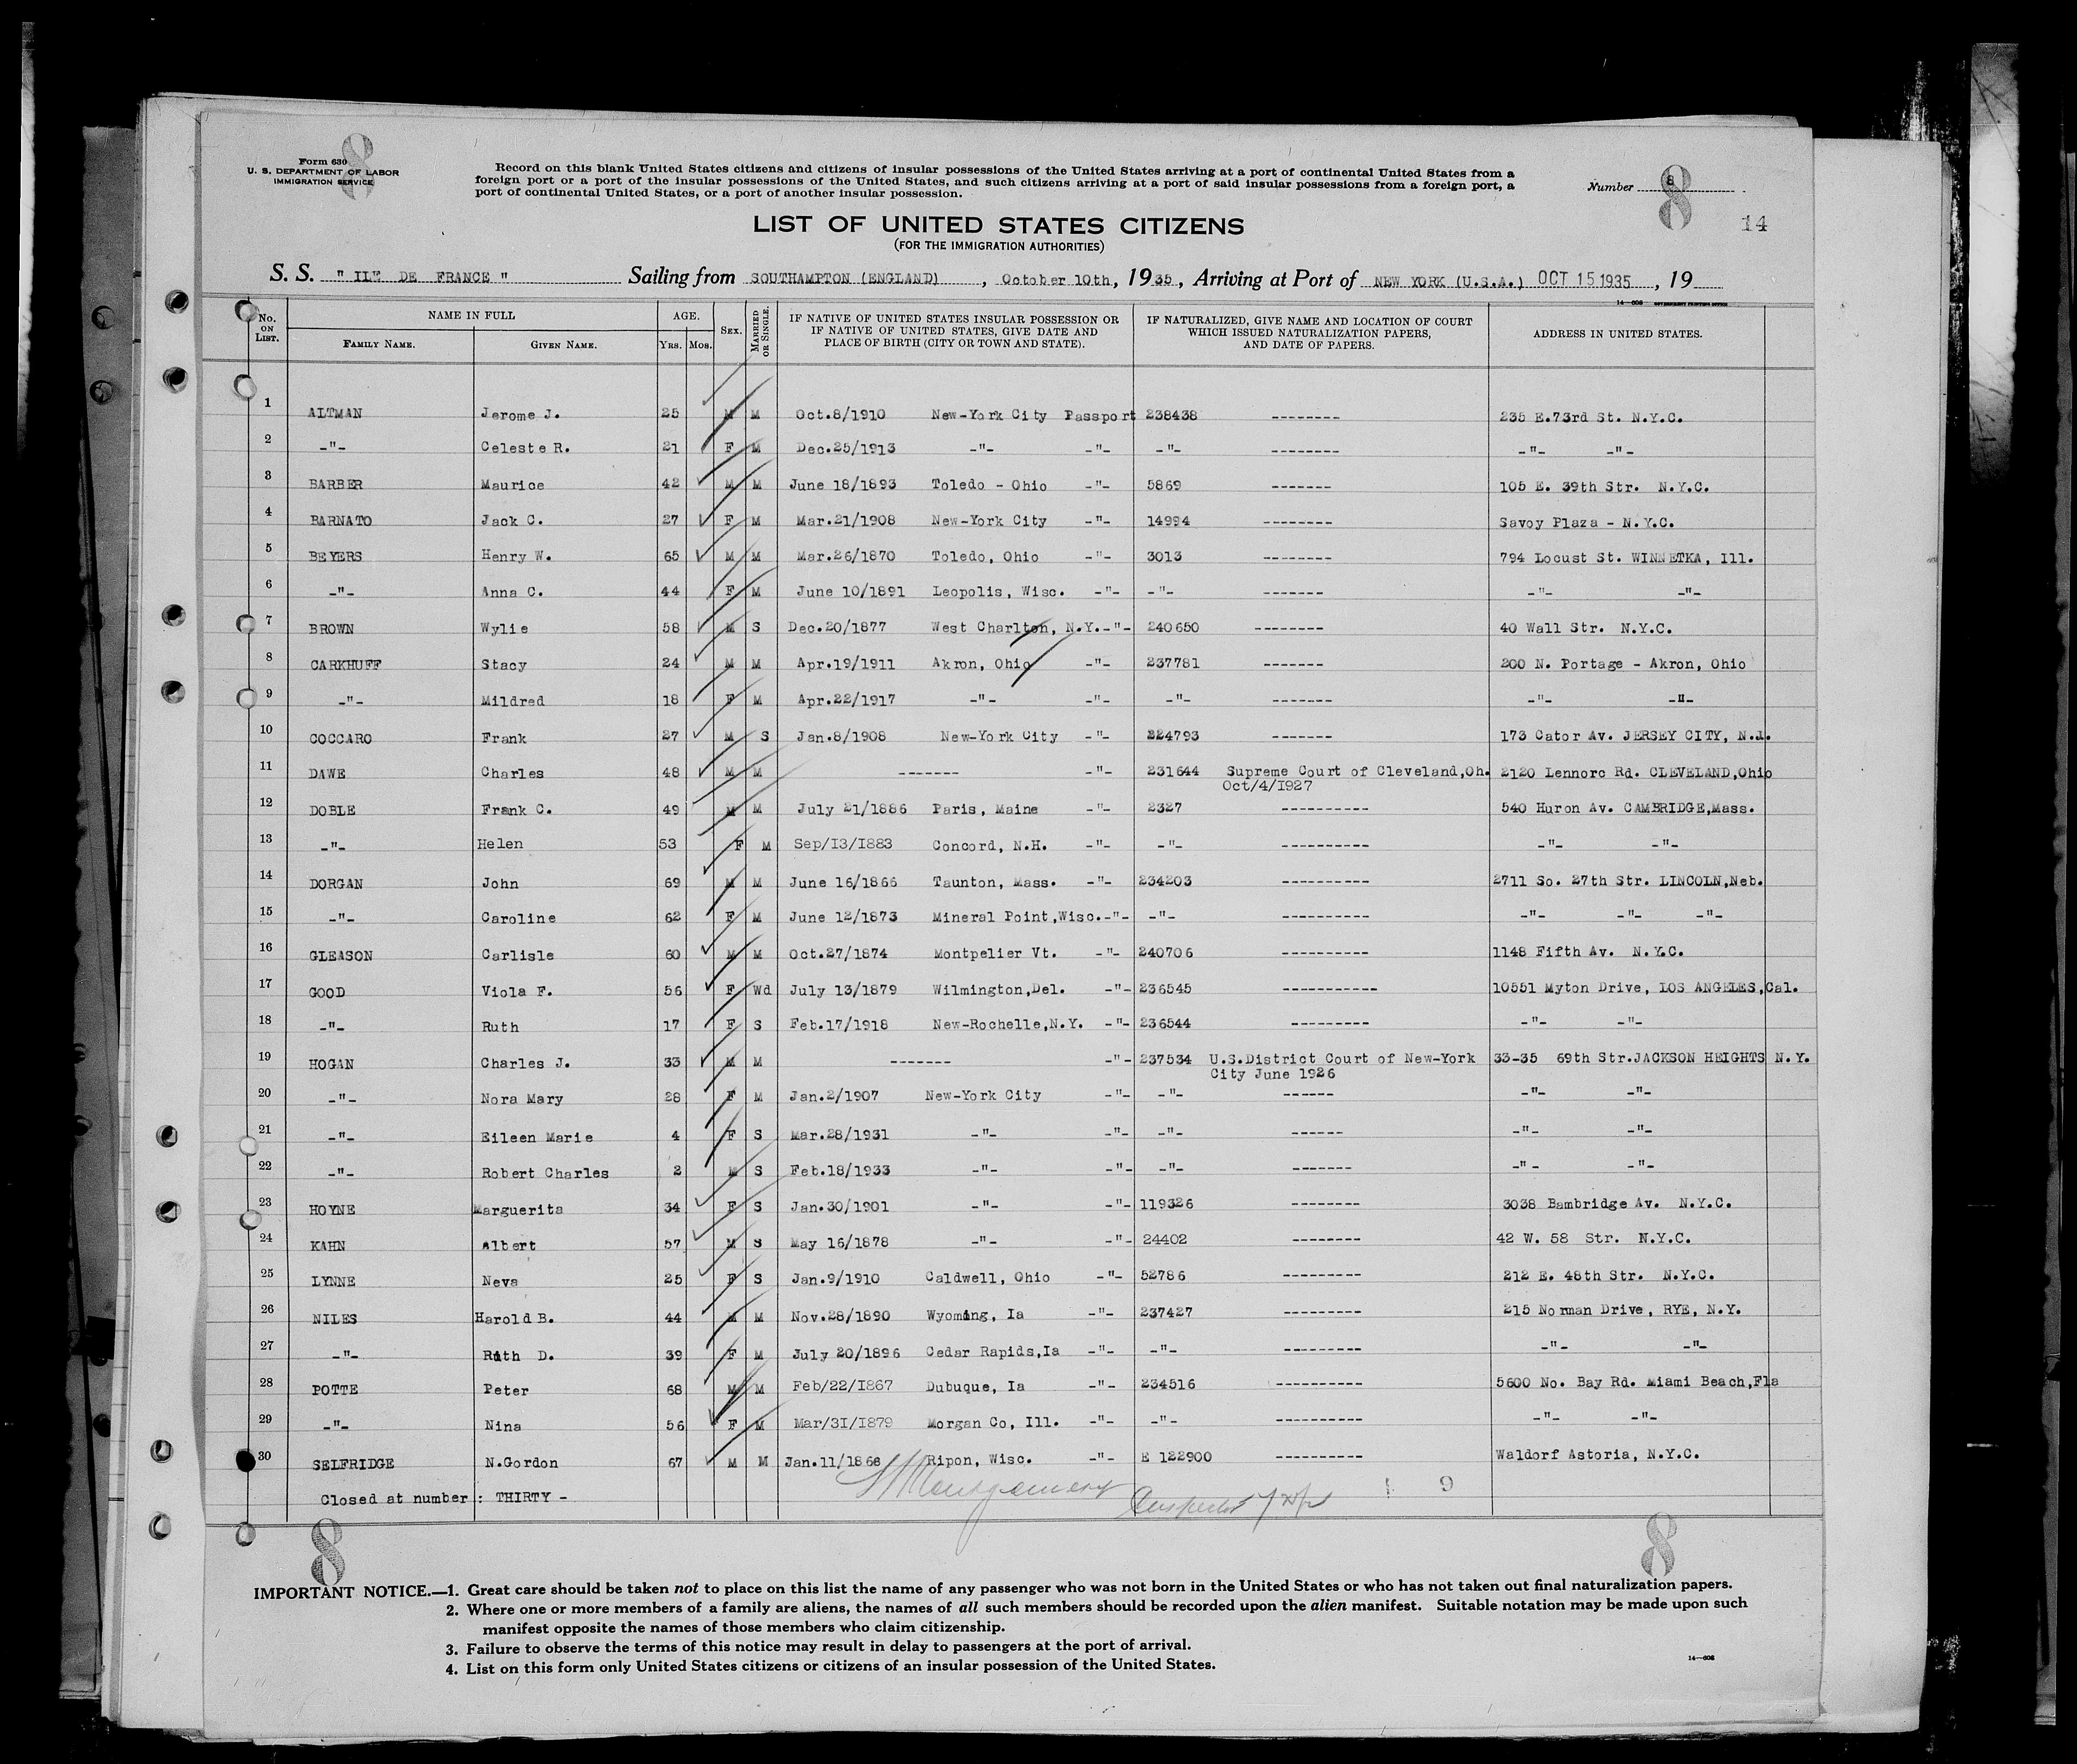 8
Form 630
U. S. DEPARTMENT OF LABOR
IMMIGRATION SERVICE
Record on this blank United States citizens and citizens of insular possessions of the United States arriving at a port of continental United States from a
foreign port or a port of the insular possessions of the United States, and such citizens arriving at a port of said insular possessions from a foreign port, a
port of continental United States, or a port of another insular possession.
Number 8
8
14
LIST OF UNITED STATES CITIZENS
(FOR THE IMMIGRATION AUTHORITIES)
S. S. " ILE DE FRANCE " Sailing from SOUTHAMPTON (ENGLAND) , October 10th, 1935, Arriving at Port of NEW YORK (U.S.A.) OCT 15 1935 , 19
14—608 GOVERNMENT PRINTING OFFICE
No. ON LIST. NAME IN FULL FAMILY NAME. GIVEN NAME. AGE. YRS. MOS. SEX. MARRIED OR SINGLE. IF NATIVE OF UNITED STATES INSULAR POSSESSION OR IF NATIVE OF UNITED STATES, GIVE DATE AND PLACE OF BIRTH (CITY OR TOWN AND STATE). IF NATURALIZED, GIVE NAME AND LOCATION OF COURT WHICH ISSUED NATURALIZATION PAPERS, AND DATE OF PAPERS. ADDRESS IN UNITED STATES.
1 ALTMAN Jerome J. 25 M M Oct.8/1910 New-York City Passport 238438 -------- 235 E.73rd St. N.Y.C.
2 -"- Celeste R. 21 F M Dec.25/1913 -"- -"- -"- -------- -"- -"-
3 BARBER Maurice 42 M M June 18/1893 Toledo - Ohio -"- 5869 ------- 105 E. 39th Str. N.Y.C.
4 BARNATO Jack C. 27 F M Mar.21/1908 New-York City -"- 14994 -------- Savoy Plaza - N.Y.C.
5 BEYERS Henry W. 65 M M Mar.26/1870 Toledo, Ohio -"- 3013 -------- 794 Locust St. WINNETKA, Ill.
6 -"- Anna C. 44 F M June 10/1891 Leopolis, Wisc. -"- -"- ------- -"- -"-
7 BROWN Wylie 58 M S Dec.20/1877 West Charlton, N.Y.-"- 240650 -------- 40 Wall Str. N.Y.C.
8 CARKHUFF Stacy 24 M M Apr.19/1911 Akron, Ohio -"- 237781 ------- 200 N. Portage - Akron, Ohio
9 -"- Mildred 18 F M Apr.22/1917 -"- -"- -"- ------- -"- -"-
10 COCCARO Frank 27 M S Jan.8/1908 New-York City -"- 224793 ------- 173 Cator Av. JERSEY CITY, N.J.
11 DAWE Charles 48 M M ------- -"- 231644 Supreme Court of Cleveland,Oh. 2120 Lennorc Rd. CLEVELAND,Ohio
Oct/4/1927
12 DOBLE Frank C. 49 M M July 21/1886 Paris, Maine -"- 2327 ---------- 540 Huron Av. CAMBRIDGE,Mass.
13 -"- Helen 53 F M Sep/13/1883 Concord, N.H. -"- -"- ---------- -"- -"-
14 DORGAN John 69 M M June 16/1866 Taunton, Mass. -"- 234203 ---------- 2711 So. 27th Str. LINCOLN,Neb.
15 -"- Caroline 62 F M June 12/1873 Mineral Point,Wisc.-"- -"- ---------- -"- -"- -"-
16 GLEASON Carlisle 60 M M Oct.27/1874 Montpelier Vt. -"- 240706 ---------- 1148 Fifth Av. N.Y.C.
17 GOOD Viola F. 56 F Wd July 13/1879 Wilmington,Del. -"- 236545 ----------- 10551 Myton Drive, LOS ANGELES,Cal.
18 -"- Ruth 17 F S Feb.17/1918 New-Rochelle,N.Y. -"- 236544 --------- -"- -"-
19 HOGAN Charles J. 33 M M ------- -"- 237534 U.S.District Court of New-York 33-35 69th Str.JACKSON HEIGHTS N.Y.
City June 1926
20 -"- Nora Mary 28 F M Jan.2/1907 New-York City -"- -"- ------ -"- -"-
21 -"- Eileen Marie 4 F S Mar.28/1931 -"- -"- -"- ------ -"- -"-
22 -"- Robert Charles 2 M S Feb.18/1933 -"- -"- -"- ------- -"- -"-
23 HOYNE Marguerita 34 F S Jan.30/1901 -"- -"- 119326 -------- 3038 Bambridge Av. N.Y.C.
24 KAHN Albert 57 M S May 16/1878 -"- -"- 24402 -------- 42 W. 58 Str. N.Y.C.
25 LYNNE Neva 25 F S Jan.9/1910 Caldwell, Ohio -"- 52786 --------- 212 E. 48th Str. N.Y.C.
26 NILES Harold B. 44 M M Nov.28/1890 Wyoming, Ia -"- 237427 --------- 215 Norman Drive, RYE, N.Y.
27 -"- Ruth D. 39 F M July 20/1896 Cedar Rapids,Ia -"- -"- --------- -"- -"-
28 POTTE Peter 68 M M Feb/22/1867 Dubuque, Ia -"- 234516 ---------- 5600 No. Bay Rd. Miami Beach,Fla
29 -"- Nina 56 F M Mar/31/1879 Morgan Co, Ill. -"- -"- ---------- -"- -"-
30 SELFRIDGE N.Gordon 67 M M Jan.11/1868 Ripon, Wisc. -"- E 122900 ---------- Waldorf Astoria, N.Y.C.
Closed at number : THIRTY -
Montgomery
9
8
8
IMPORTANT NOTICE.—1. Great care should be taken not to place on this list the name of any passenger who was not born in the United States or who has not taken out final naturalization papers.
2. Where one or more members of a family are aliens, the names of all such members should be recorded upon the alien manifest. Suitable notation may be made upon such
manifest opposite the names of those members who claim citizenship.
3. Failure to observe the terms of this notice may result in delay to passengers at the port of arrival.
4. List on this form only United States citizens or citizens of an insular possession of the United States.
14—608